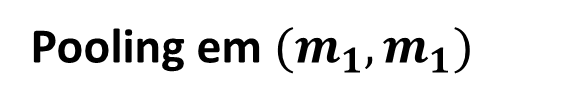 Pooling em (m₁, m₁)